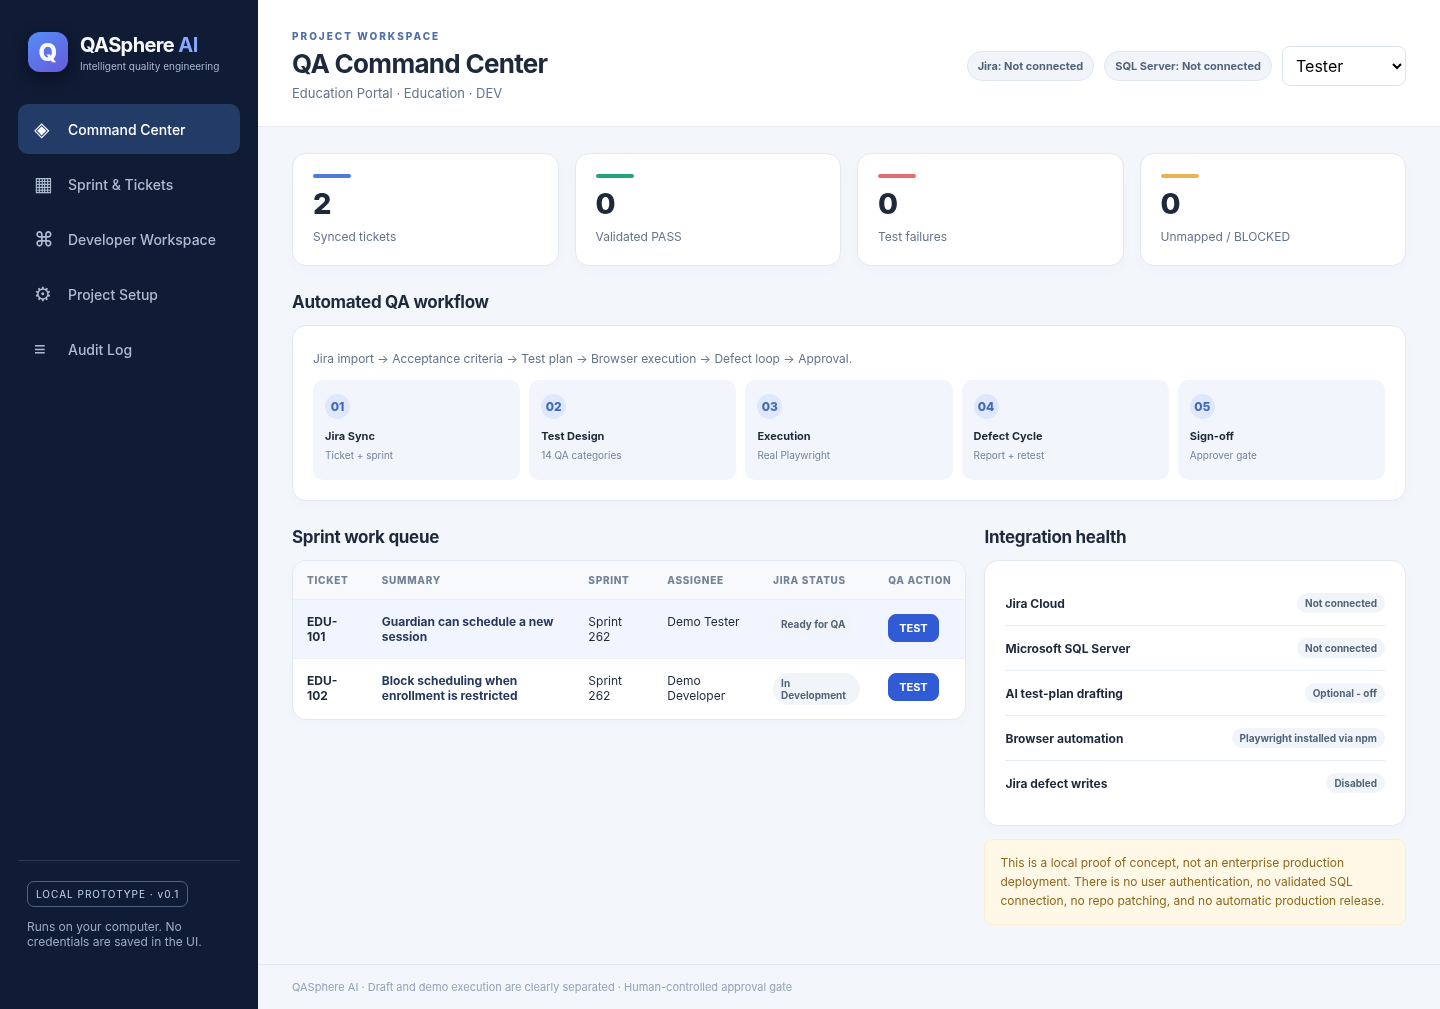 Q
QASphere AI
Intelligent quality engineering
Command Center
Sprint & Tickets
Developer Workspace
Project Setup
Audit Log
LOCAL PROTOTYPE · v0.1
Runs on your computer. No
credentials are saved in the UI.
PROJECT WORKSPACE
QA Command Center
Education Portal · Education · DEV
Jira: Not connected
SQL Server: Not connected
Tester
2
Synced tickets
0
Validated PASS
0
Test failures
0
Unmapped / BLOCKED
Automated QA workflow
Jira import → Acceptance criteria → Test plan → Browser execution → Defect loop → Approval.
01
Jira Sync
Ticket + sprint
02
Test Design
14 QA categories
03
Execution
Real Playwright
04
Defect Cycle
Report + retest
05
Sign-off
Approver gate
Sprint work queue
TICKET SUMMARY SPRINT ASSIGNEE JIRA STATUS QA ACTION
EDU-
101
Guardian can schedule a new
session
Sprint
262
Demo Tester
Ready for QA
TEST
EDU-
102
Block scheduling when
enrollment is restricted
Sprint
262
Demo
Developer
In
Development
TEST
Integration health
Jira Cloud Not connected
Microsoft SQL Server Not connected
AI test-plan drafting Optional - off
Browser automation Playwright installed via npm
Jira defect writes Disabled
This is a local proof of concept, not an enterprise production
deployment. There is no user authentication, no validated SQL
connection, no repo patching, and no automatic production release.
QASphere AI · Draft and demo execution are clearly separated · Human-controlled approval gate